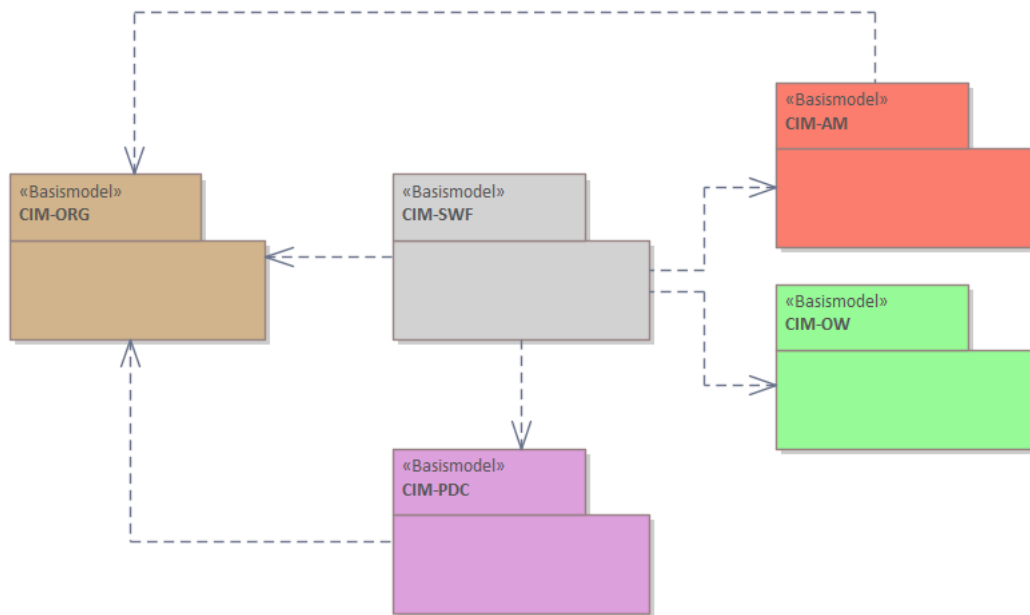 «Basismodel»
CIM-AM
«Basismodel»
CIM-ORG
«Basismodel»
CIM-SWF
«Basismodel»
CIM-OW
«Basismodel»
CIM-PDC